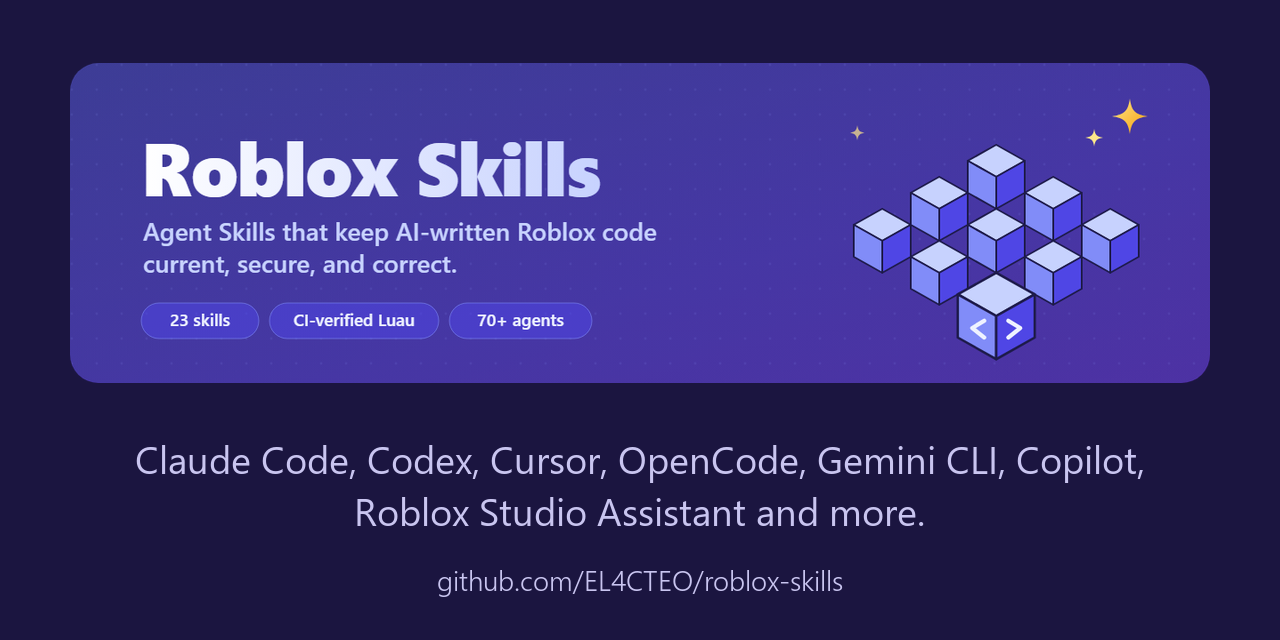 Roblox Skills
Agent Skills that keep AI-written Roblox code
current, secure, and correct.
23 skills
CI-verified Luau
70+ agents
< >
Claude Code, Codex, Cursor, OpenCode, Gemini CLI, Copilot,
Roblox Studio Assistant and more.
github.com/EL4CTEO/roblox-skills